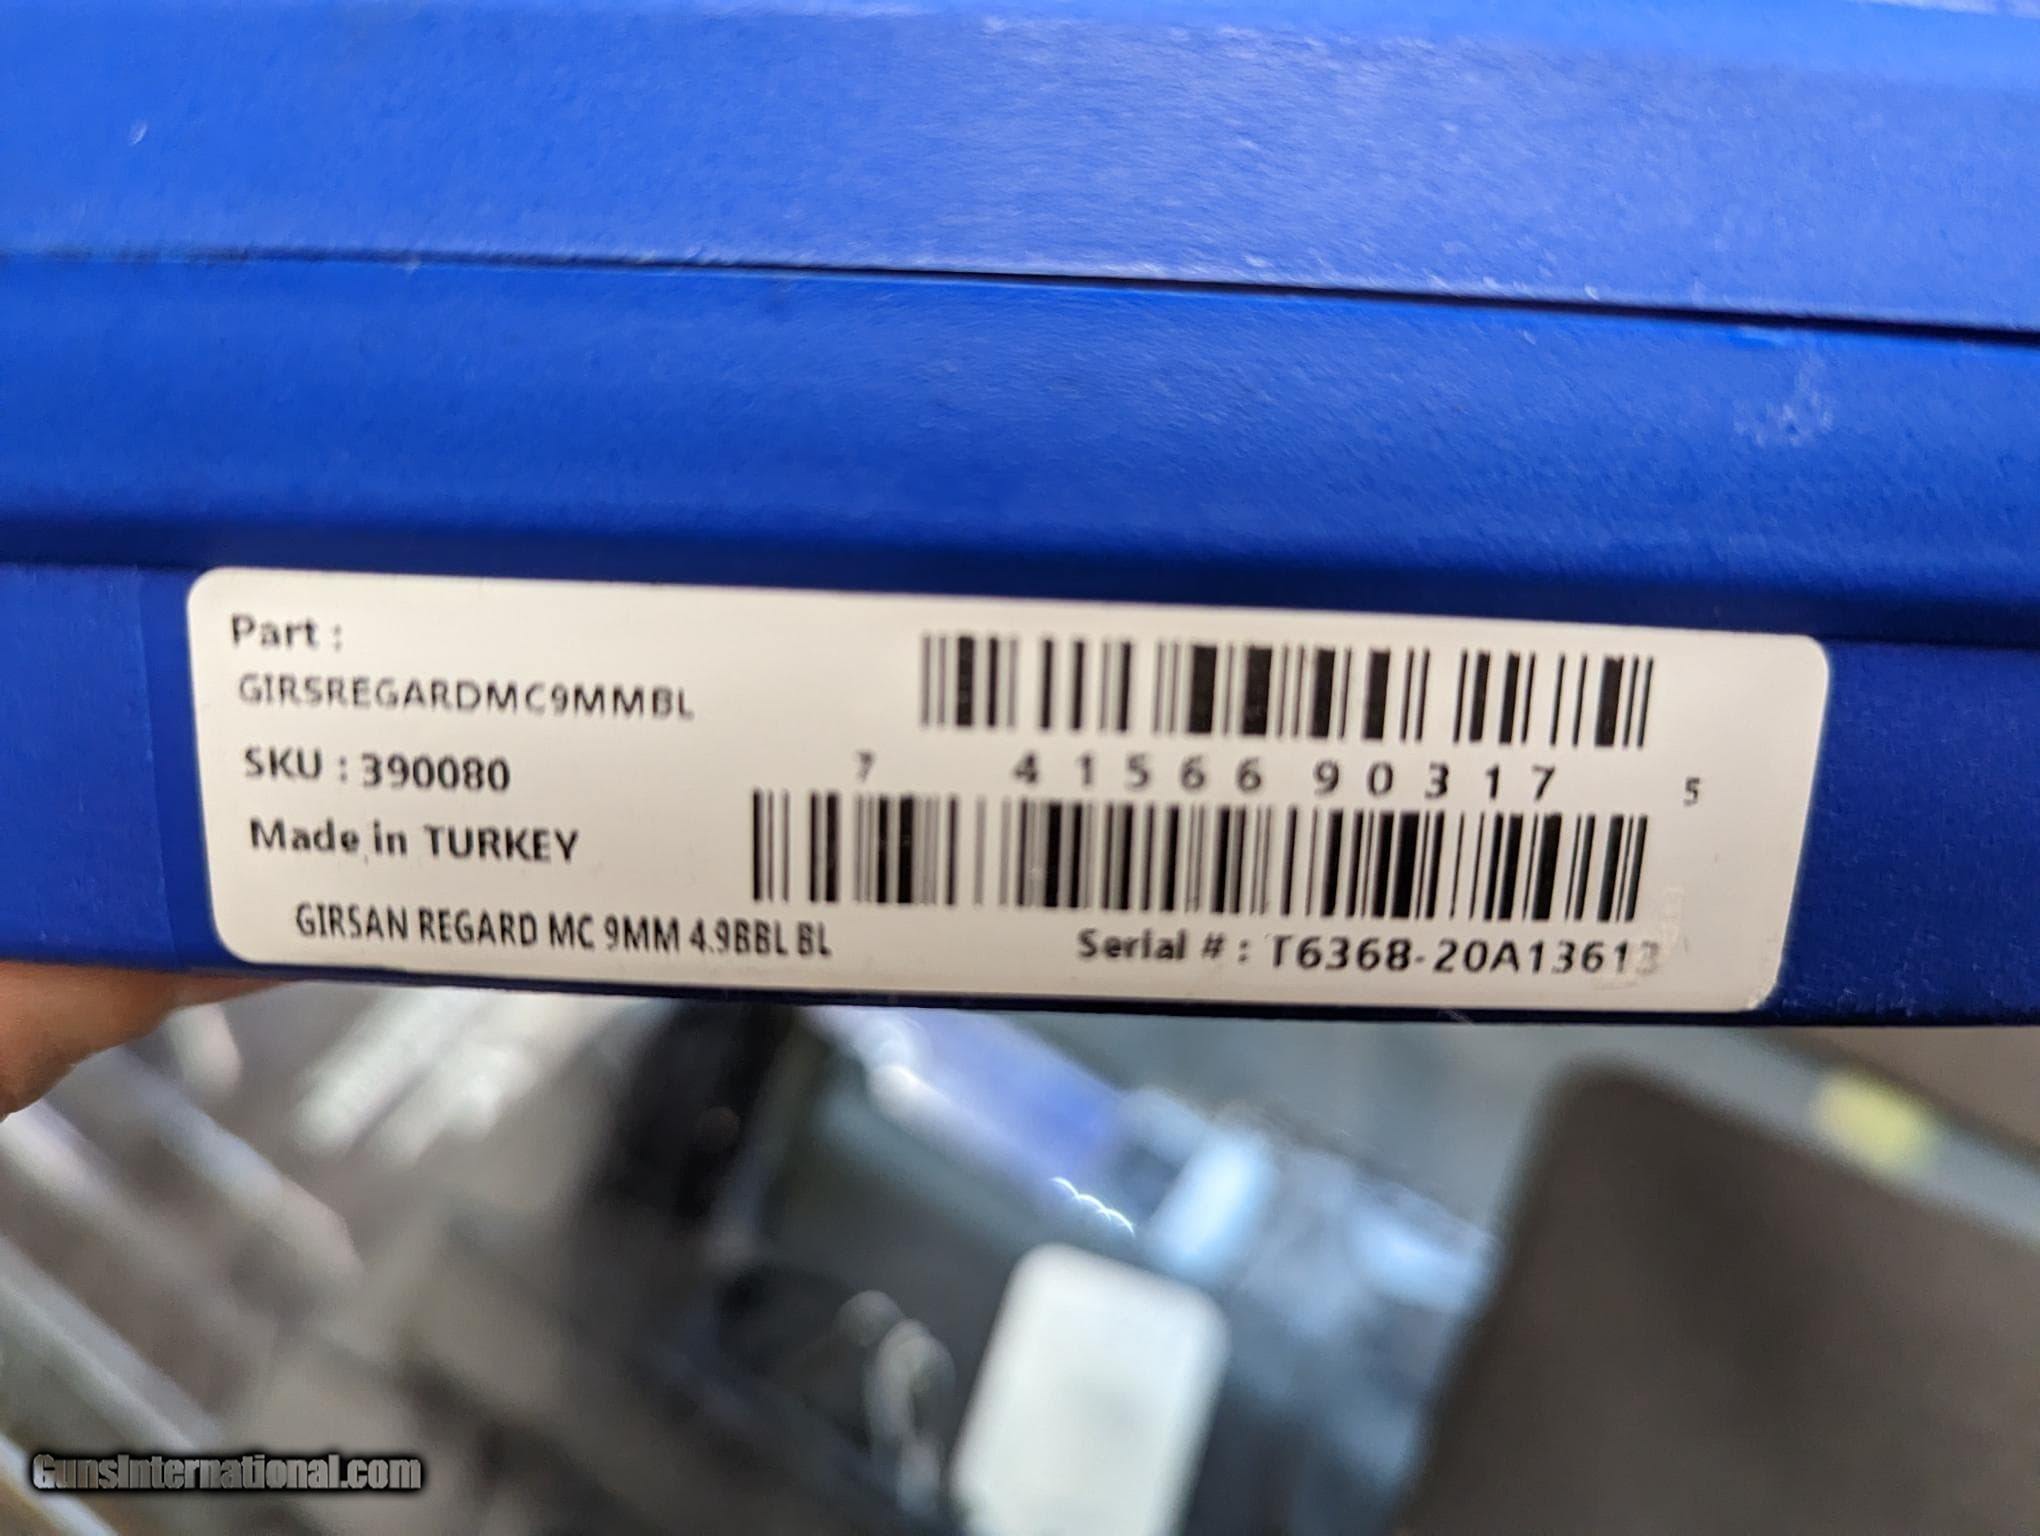 Part :
GIRSREGARDMC9MMBL
SKU : 390080
Made in TURKEY
GIRSAN REGARD MC 9MM 4.9BBL BL
7 41566 90317 5
Serial # : T6368-20A13613
GunsInternational.com